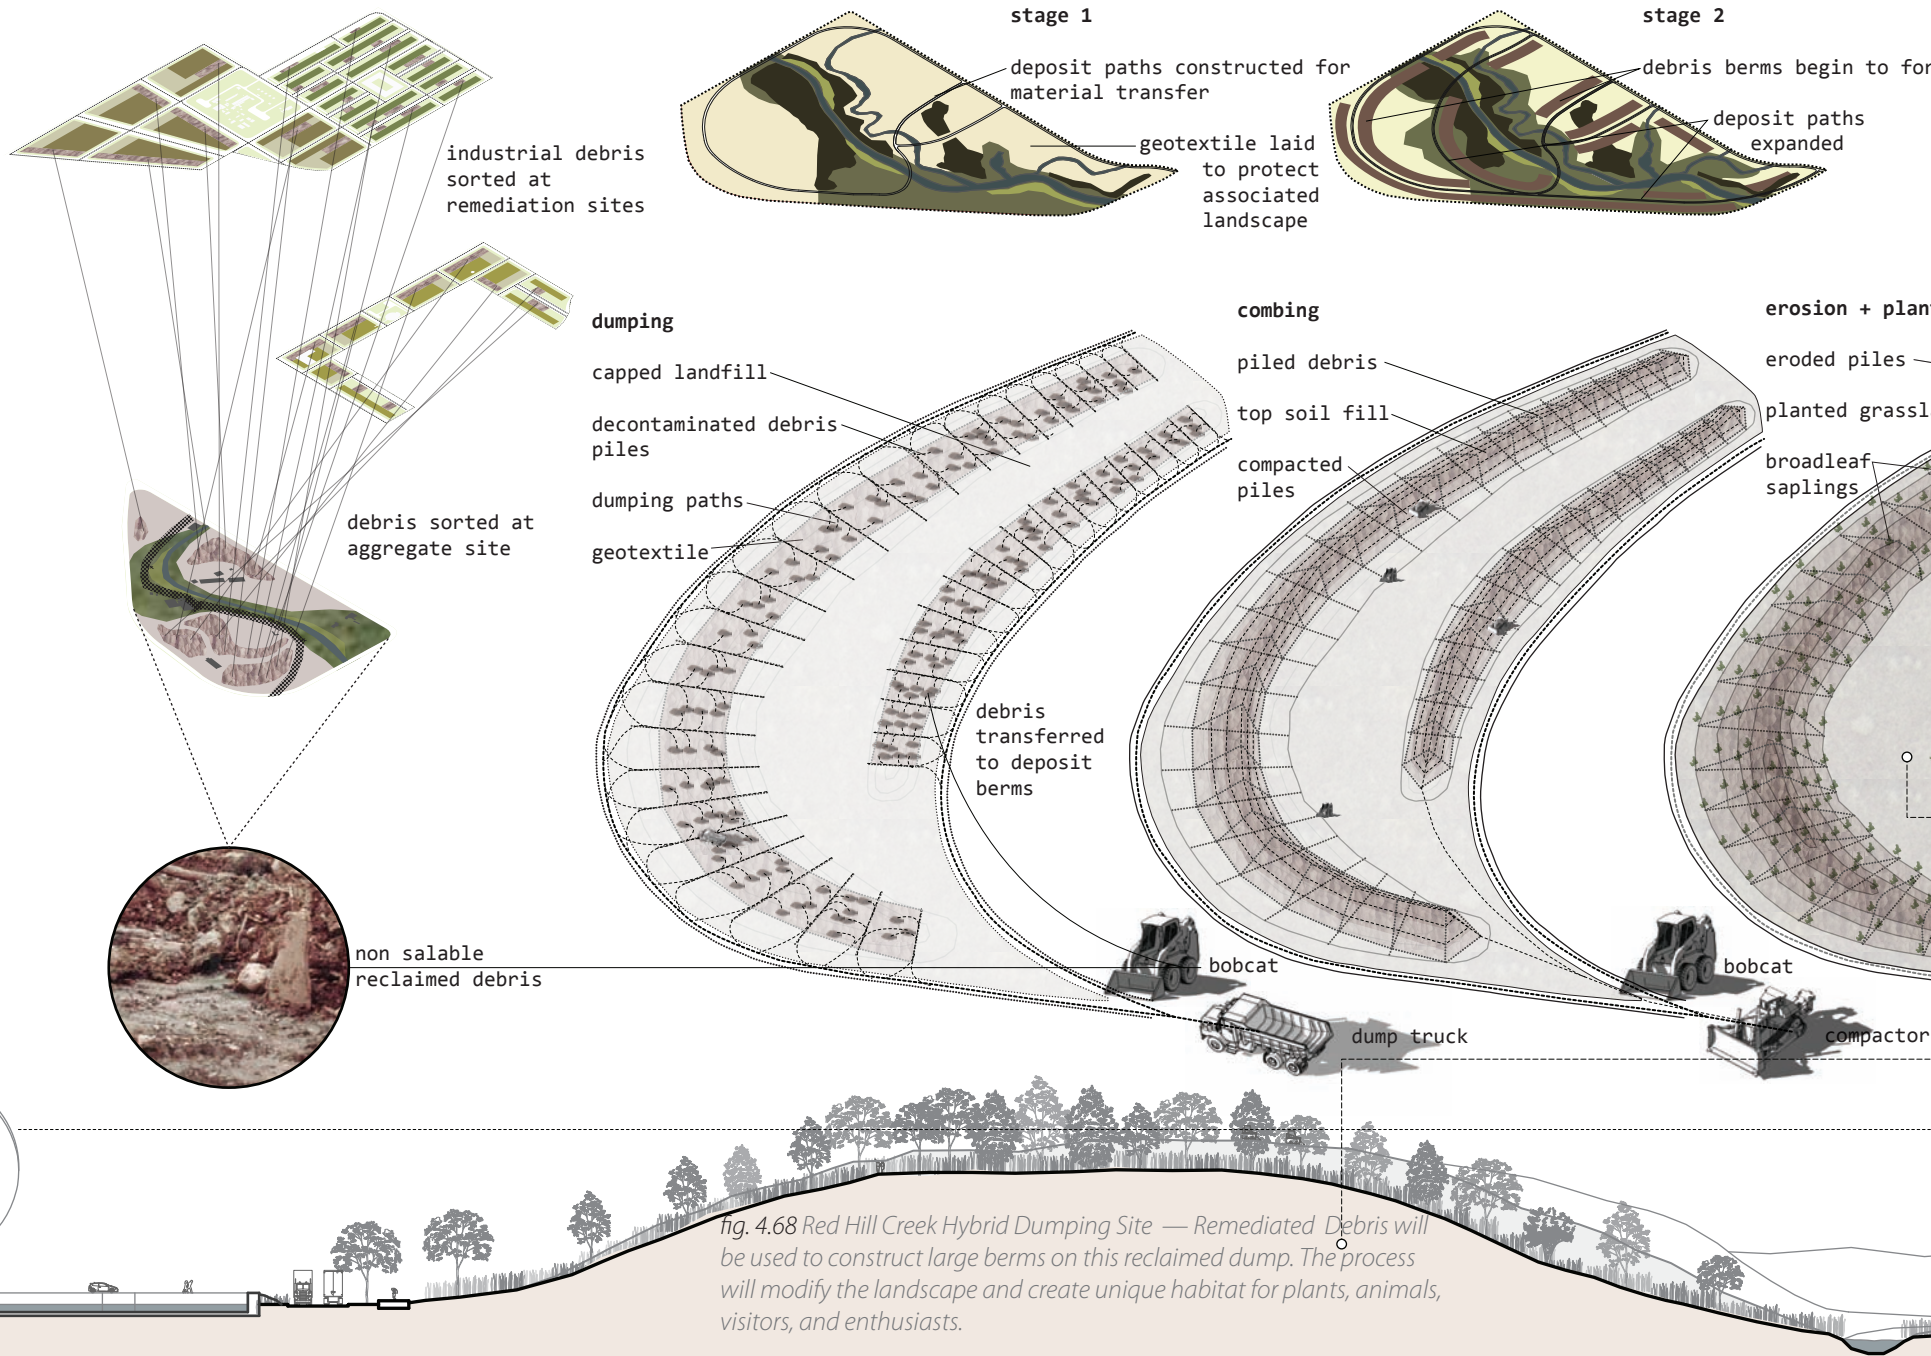 stage 1
deposit paths constructed for
material transfer
geotextile laid
to protect
associated
landscape
stage 2
debris berms begin to for
deposit paths
expanded
industrial debris
sorted at
remediation sites
debris sorted at
aggregate site
non salable
reclaimed debris
dumping
capped landfill
decontaminated debris
piles
dumping paths
geotextile
debris
transferred
to deposit
berms
bobcat
dump truck
combing
piled debris
top soil fill
compacted
piles
bobcat
compactor
erosion + plan
eroded piles
planted grassl
broadleaf
saplings
fig. 4.68 Red Hill Creek Hybrid Dumping Site — Remediated Debris will
be used to construct large berms on this reclaimed dump. The process
will modify the landscape and create unique habitat for plants, animals,
visitors, and enthusiasts.